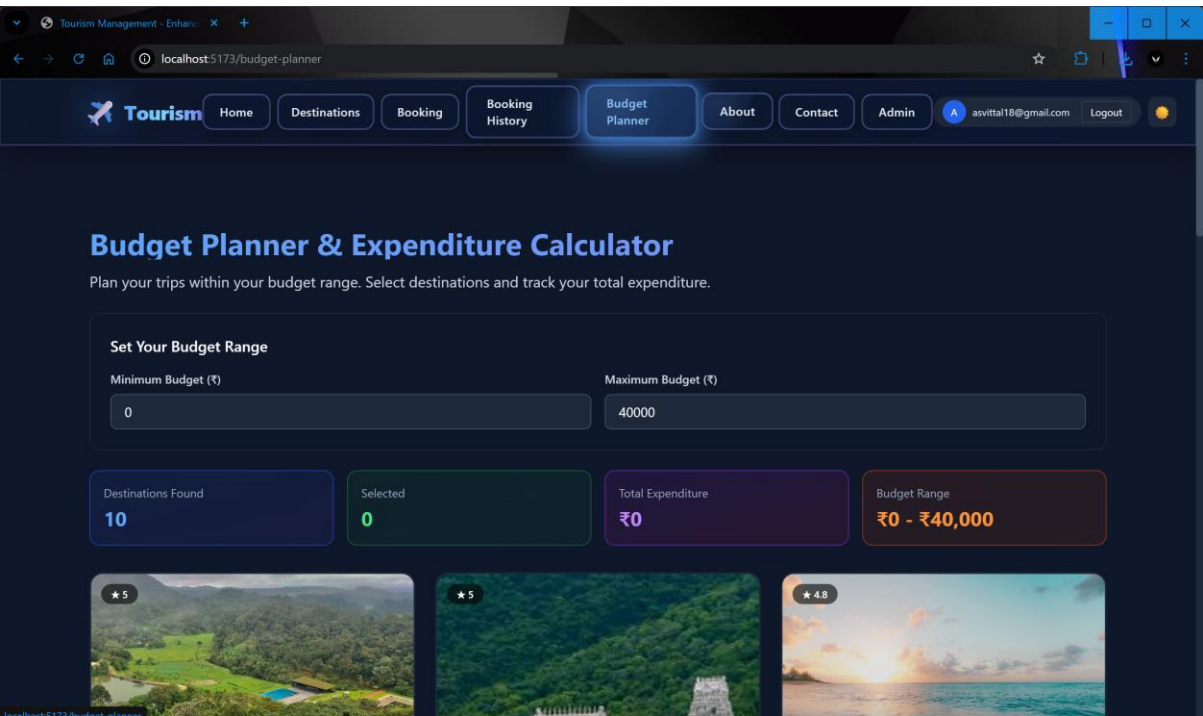 Tourism Management - Enhanc
localhost:5173/budget-planner
Tourism Home Destinations Booking Booking History Budget Planner About Contact Admin A asvittal18@gmail.com Logout
Budget Planner & Expenditure Calculator
Plan your trips within your budget range. Select destinations and track your total expenditure.
Set Your Budget Range
Minimum Budget (₹) Maximum Budget (₹)
0 40000
Destinations Found Selected Total Expenditure Budget Range
10 0 ₹0 ₹0 - ₹40,000
★ 5 ★ 5 ★ 4.8
localhost:5173/budget-planner